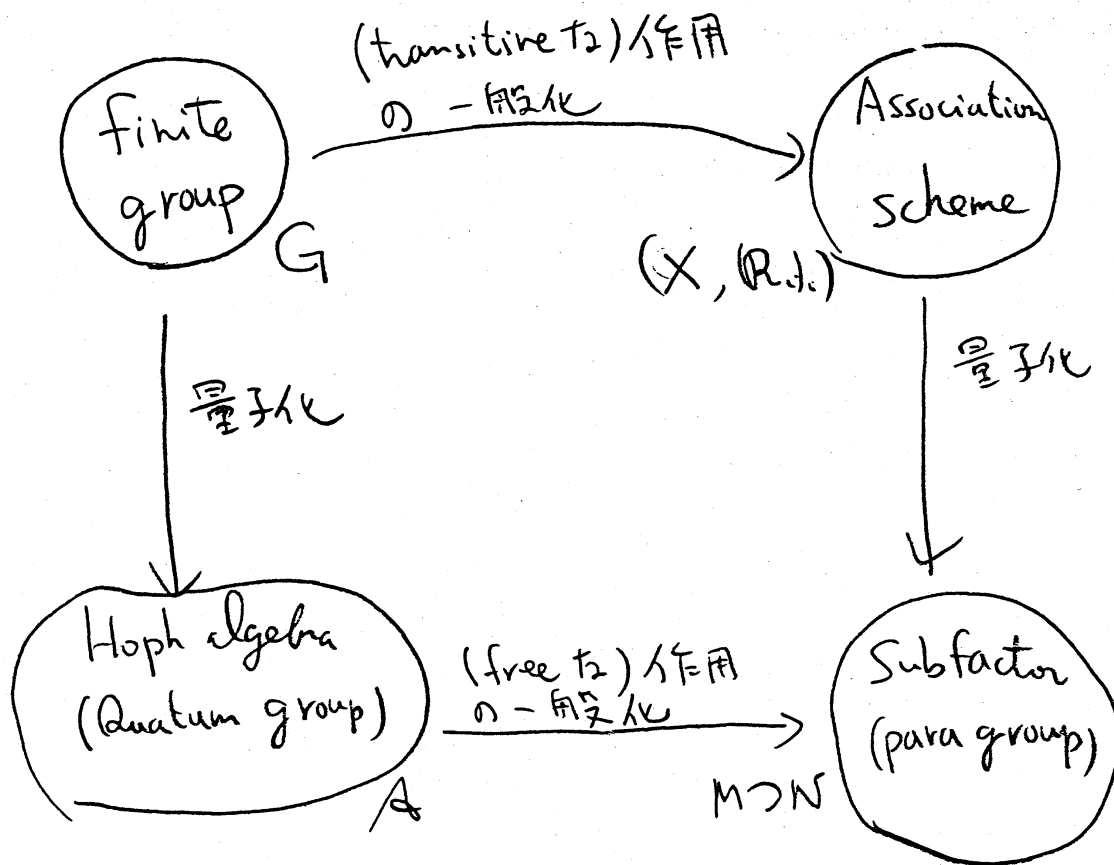 (transitive な)作用
の一般化
finite
group
G
Association
scheme
(X, {Ri}i)
量子化
量子化
Hoph algebra
(Quatum group)
A
(free な)作用
の一般化
M⊃N
Subfactor
(para group)